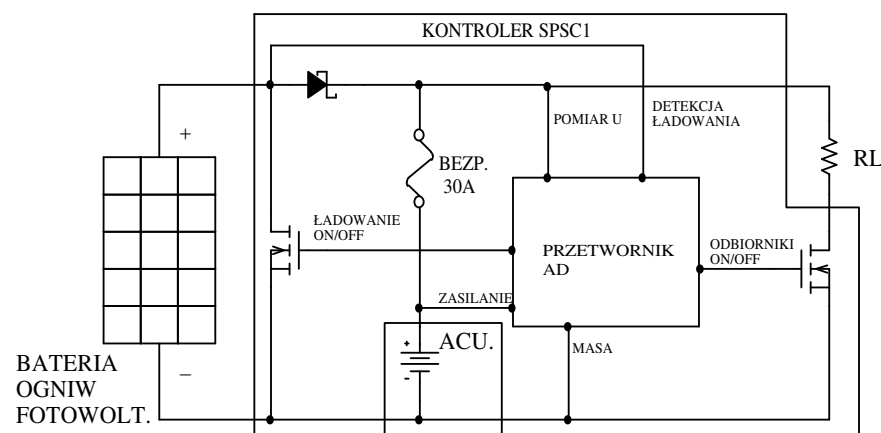 KONTROLER SPSC1
POMIAR U
DETEKCJA
ŁADOWANIA
+
BEZP.
30A
RL
ŁADOWANIE
ON/OFF
PRZETWORNIK
AD
ODBIORNIKI
ON/OFF
ZASILANIE
+
-
ACU.
MASA
–
BATERIA
OGNIW
FOTOWOLT.